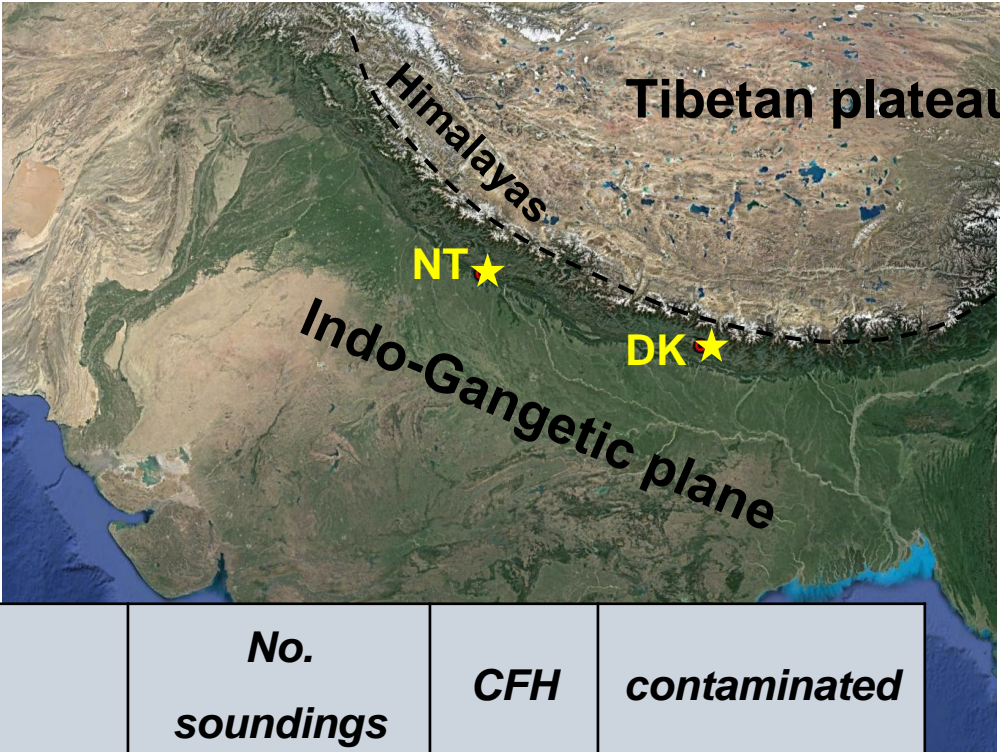 Himalayas
Tibetan plateau
NT
DK
Indo-Gangetic plane
No.
soundings
CFH
contaminated